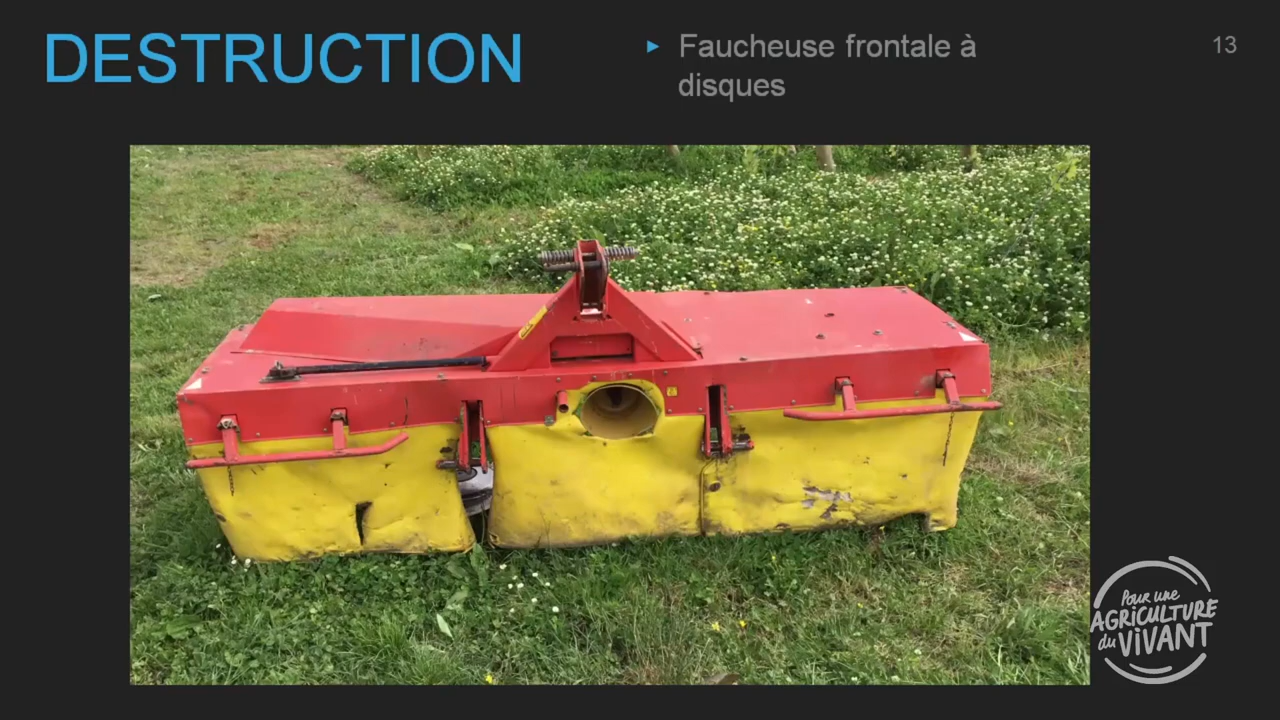 DESTRUCTION
Faucheuse frontale à
disques
13
Pour une
AGRICULTURE
du VIVANT